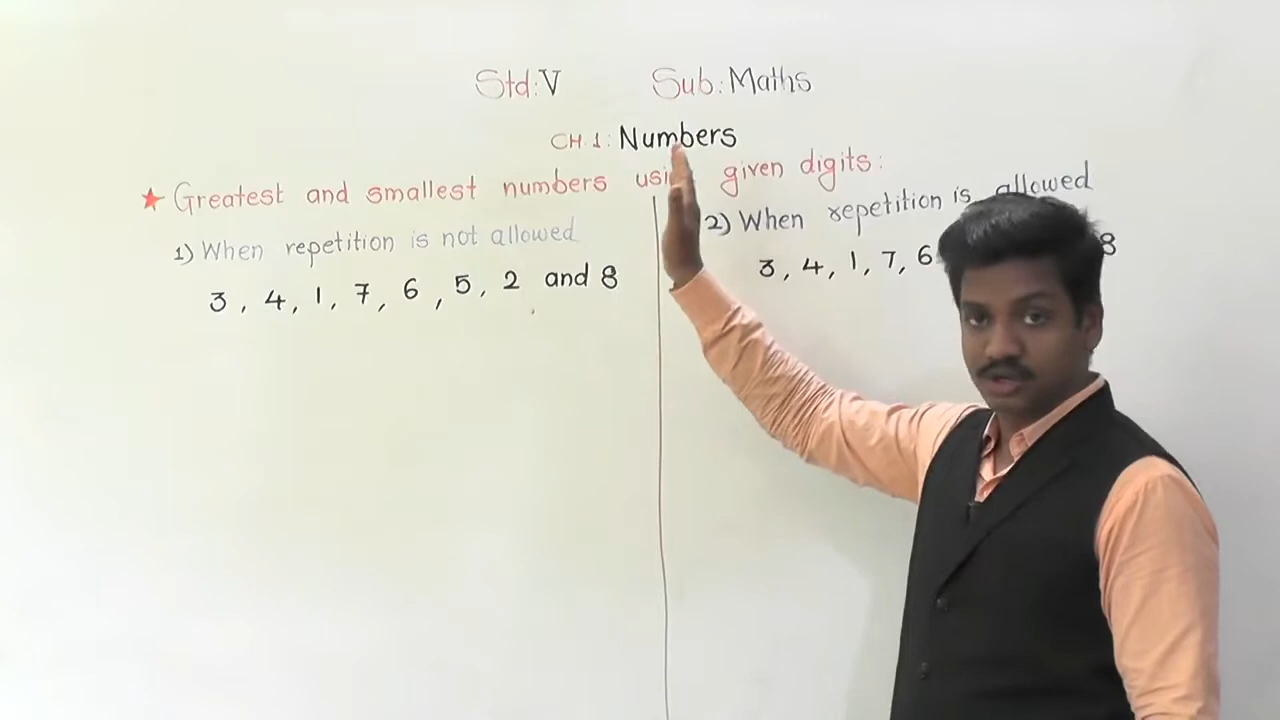 Std: V Sub: Maths
CH 1: Numbers
★ Greatest and smallest numbers given digits:
1) When repetition is not allowed
3, 4, 1, 7, 6, 5, 2 and 8
2) When repetition is allowed
3, 4, 1, 7, 6 8